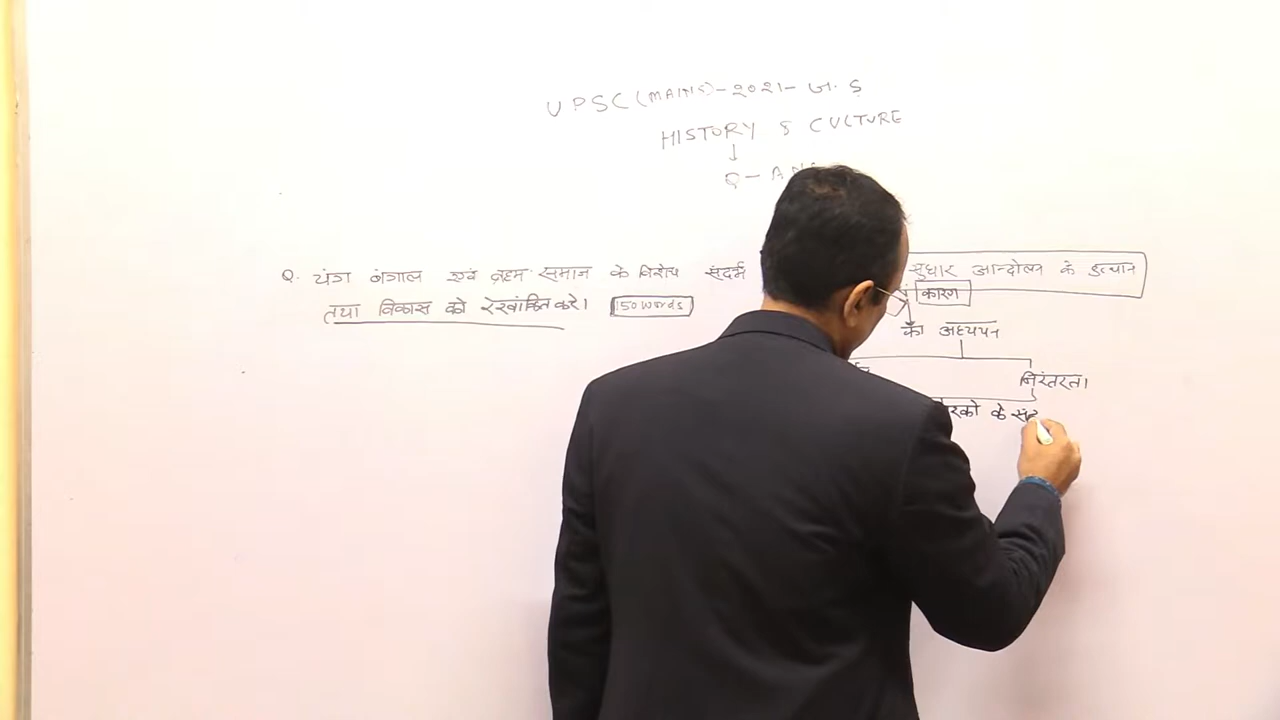 UPSC (MAINS) - 2021 - G.S
HISTORY & CULTURE
Q - AN
Q. यंग बंगाल एवं ब्रह्म समाज के विशेष संदर्भ सुधार आन्दोलन के उत्थान
तथा विकास को रेखांकित करे। 150 words
कारण
का अध्ययन
निरंतरता
के